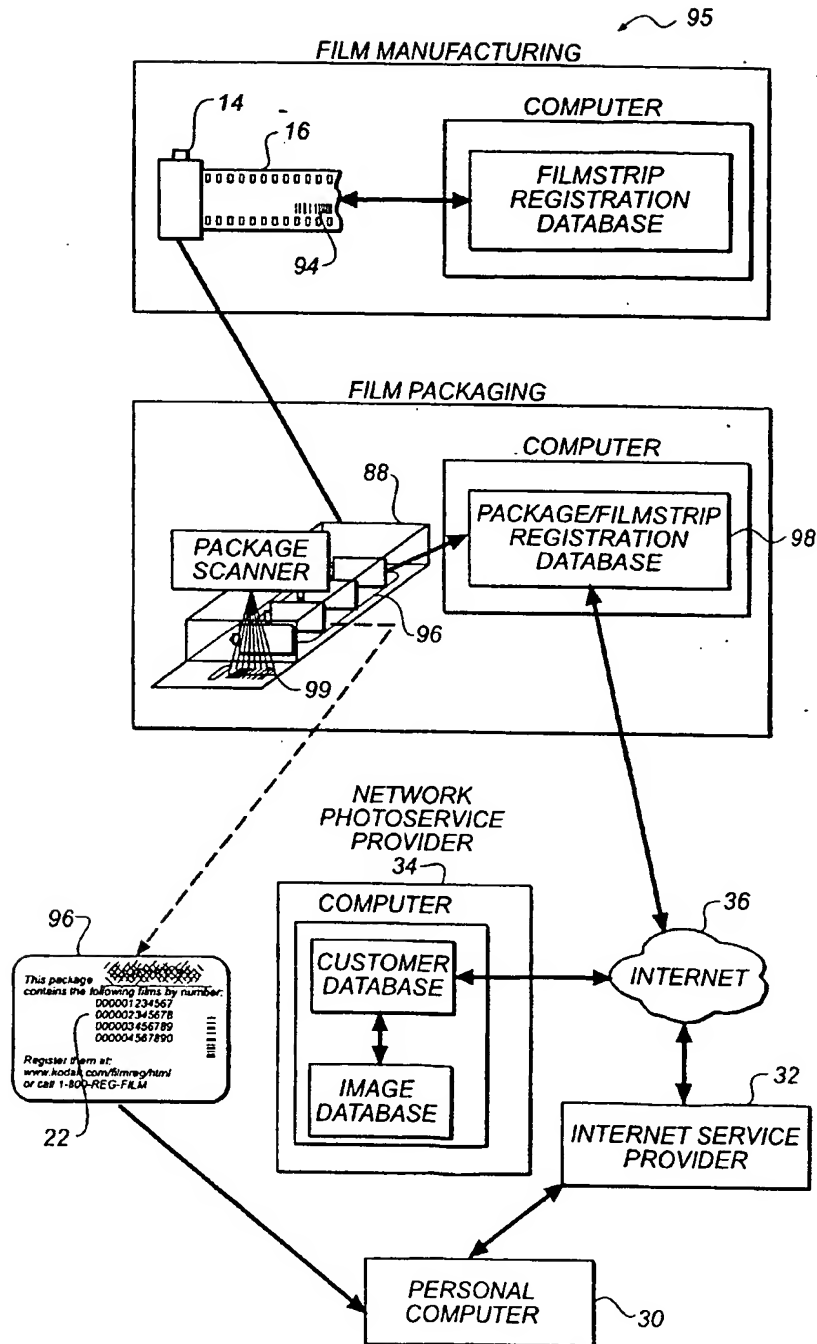 95
FILM MANUFACTURING
14
16
COMPUTER
FILMSTRIP
REGISTRATION
DATABASE
94
FILM PACKAGING
COMPUTER
88
PACKAGE
SCANNER
PACKAGE/FILMSTRIP
REGISTRATION
DATABASE
98
96
99
NETWORK
PHOTOSERVICE
PROVIDER
34
COMPUTER
36
96
CUSTOMER
DATABASE
INTERNET
This package
contains the following films by number:
000001234567
000002345678
000003456789
000004567890
Register them at:
www.kodak.com/filmreg/html
or call 1-800-REG-FILM
IMAGE
DATABASE
32
22
INTERNET SERVICE
PROVIDER
PERSONAL
COMPUTER
30